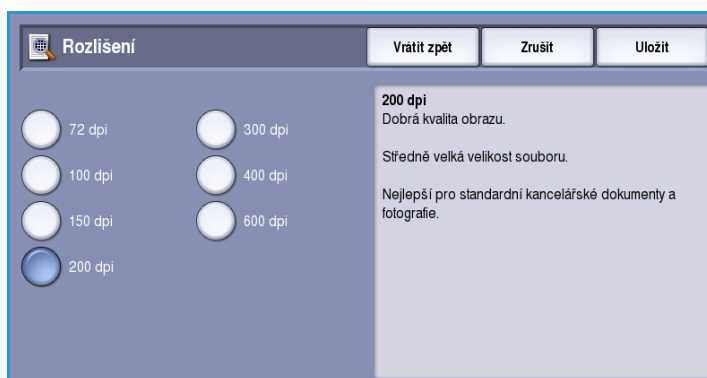 Rozlišení
Vrátit zpět
Zrušit
Uložit
72 dpi
100 dpi
150 dpi
200 dpi
300 dpi
400 dpi
600 dpi
200 dpi
Dobrá kvalita obrazu.
Středně velká velikost souboru.
Nejlepší pro standardní kancelářské dokumenty a
fotografie.